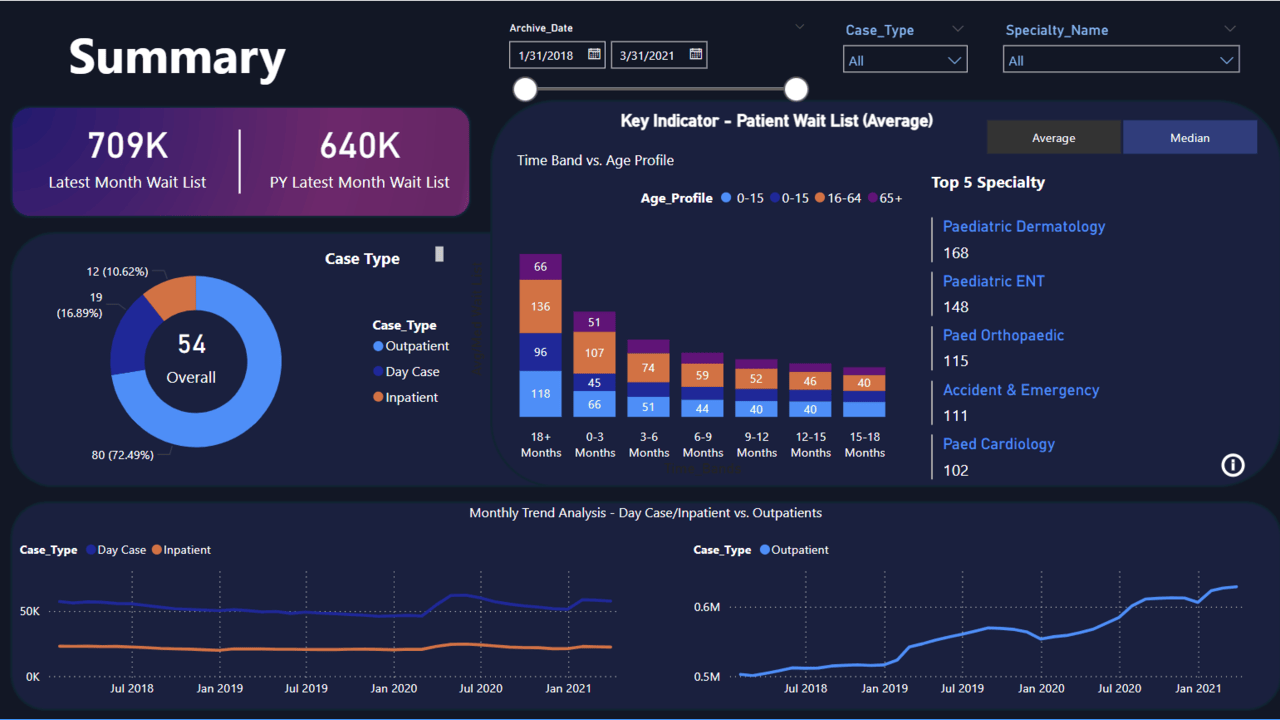 Summary
Archive_Date
1/31/2018
3/31/2021
Case_Type
All
Specialty_Name
All
709K
Latest Month Wait List
640K
PY Latest Month Wait List
Key Indicator - Patient Wait List (Average)
Average
Median
Time Band vs. Age Profile
Age_Profile 0-15 0-15 16-64 65+
66
136
96
118
51
107
45
66
74
51
59
44
52
40
46
40
40
18+
Months
0-3
Months
3-6
Months
6-9
Months
9-12
Months
12-15
Months
15-18
Months
Top 5 Specialty
Paediatric Dermatology
168
Paediatric ENT
148
Paed Orthopaedic
115
Accident & Emergency
111
Paed Cardiology
102
Case Type
12 (10.62%)
19
(16.89%)
54
Overall
80 (72.49%)
Case_Type
Outpatient
Day Case
Inpatient
Monthly Trend Analysis - Day Case/Inpatient vs. Outpatients
Case_Type Day Case Inpatient
50K
0K
Jul 2018 Jan 2019 Jul 2019 Jan 2020 Jul 2020 Jan 2021
Case_Type Outpatient
0.6M
0.5M
Jul 2018 Jan 2019 Jul 2019 Jan 2020 Jul 2020 Jan 2021